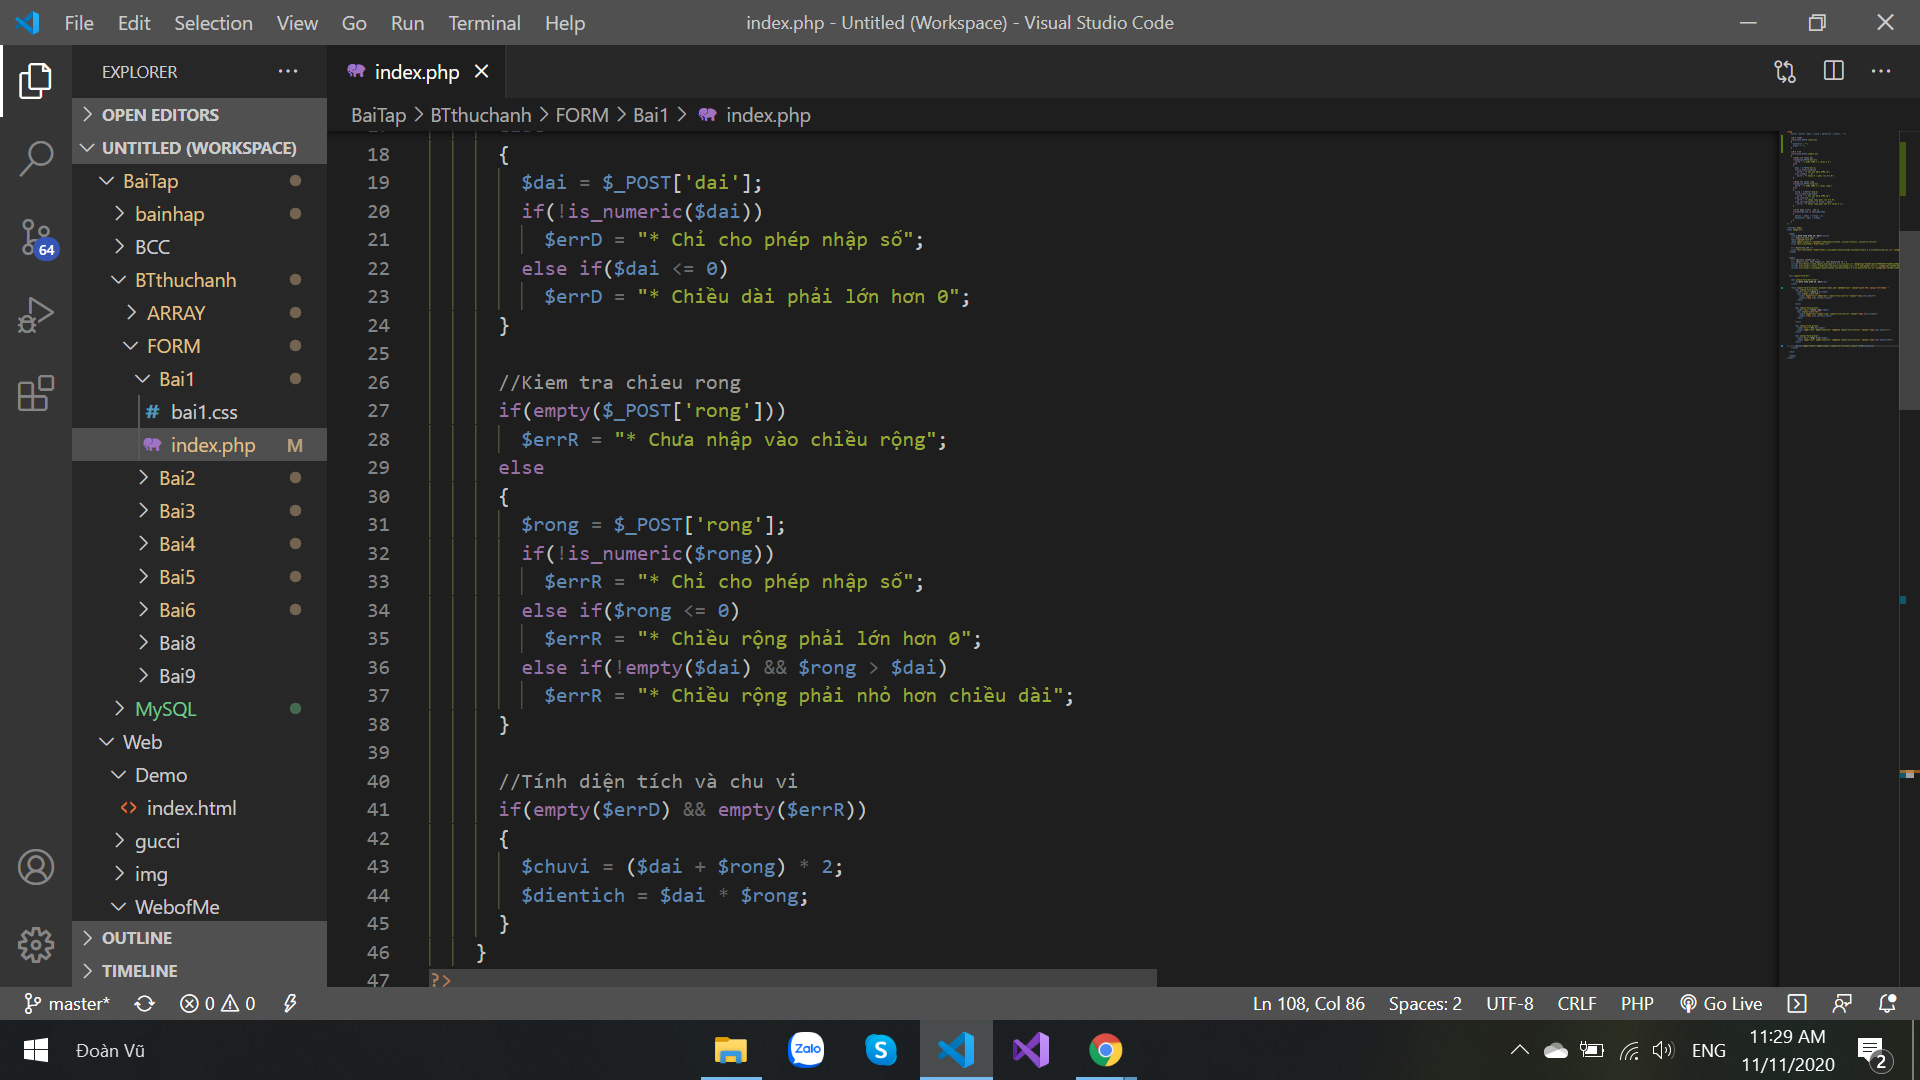 File Edit Selection View Go Run Terminal Help
index.php - Untitled (Workspace) - Visual Studio Code
EXPLORER
index.php
OPEN EDITORS
UNTITLED (WORKSPACE)
BaiTap
bainhap
BCC
BTthuchanh
ARRAY
FORM
Bai1
# bai1.css
index.php M
Bai2
Bai3
Bai4
Bai5
Bai6
Bai8
Bai9
MySQL
Web
Demo
<> index.html
gucci
img
WebofMe
OUTLINE
TIMELINE
64
BaiTap > BTthuchanh > FORM > Bai1 > index.php
18 {
19 $dai = $_POST['dai'];
20 if(!is_numeric($dai))
21 $errD = "* Chỉ cho phép nhập số";
22 else if($dai <= 0)
23 $errD = "* Chiều dài phải lớn hơn 0";
24 }
25
26 //Kiem tra chieu rong
27 if(empty($_POST['rong']))
28 $errR = "* Chưa nhập vào chiều rộng";
29 else
30 {
31 $rong = $_POST['rong'];
32 if(!is_numeric($rong))
33 $errR = "* Chỉ cho phép nhập số";
34 else if($rong <= 0)
35 $errR = "* Chiều rộng phải lớn hơn 0";
36 else if(!empty($dai) && $rong > $dai)
37 $errR = "* Chiều rộng phải nhỏ hơn chiều dài";
38 }
39
40 //Tính diện tích và chu vi
41 if(empty($errD) && empty($errR))
42 {
43 $chuvi = ($dai + $rong) * 2;
44 $dientich = $dai * $rong;
45 }
46 }
47 ?>
master* 0 0 Ln 108, Col 86 Spaces: 2 UTF-8 CRLF PHP Go Live
Đoàn Vũ
Zalo
S
ENG
11:29 AM
11/11/2020
2